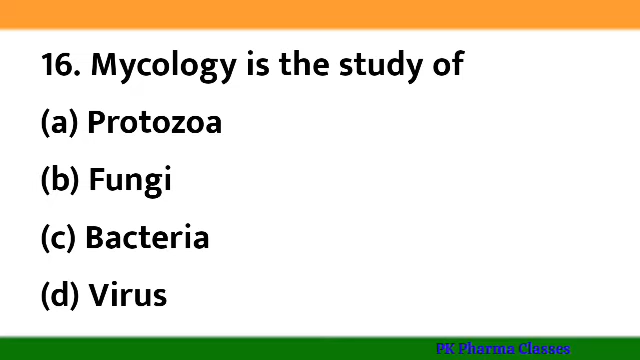 16. Mycology is the study of
(a) Protozoa
(b) Fungi
(c) Bacteria
(d) Virus
PK Pharma Classes